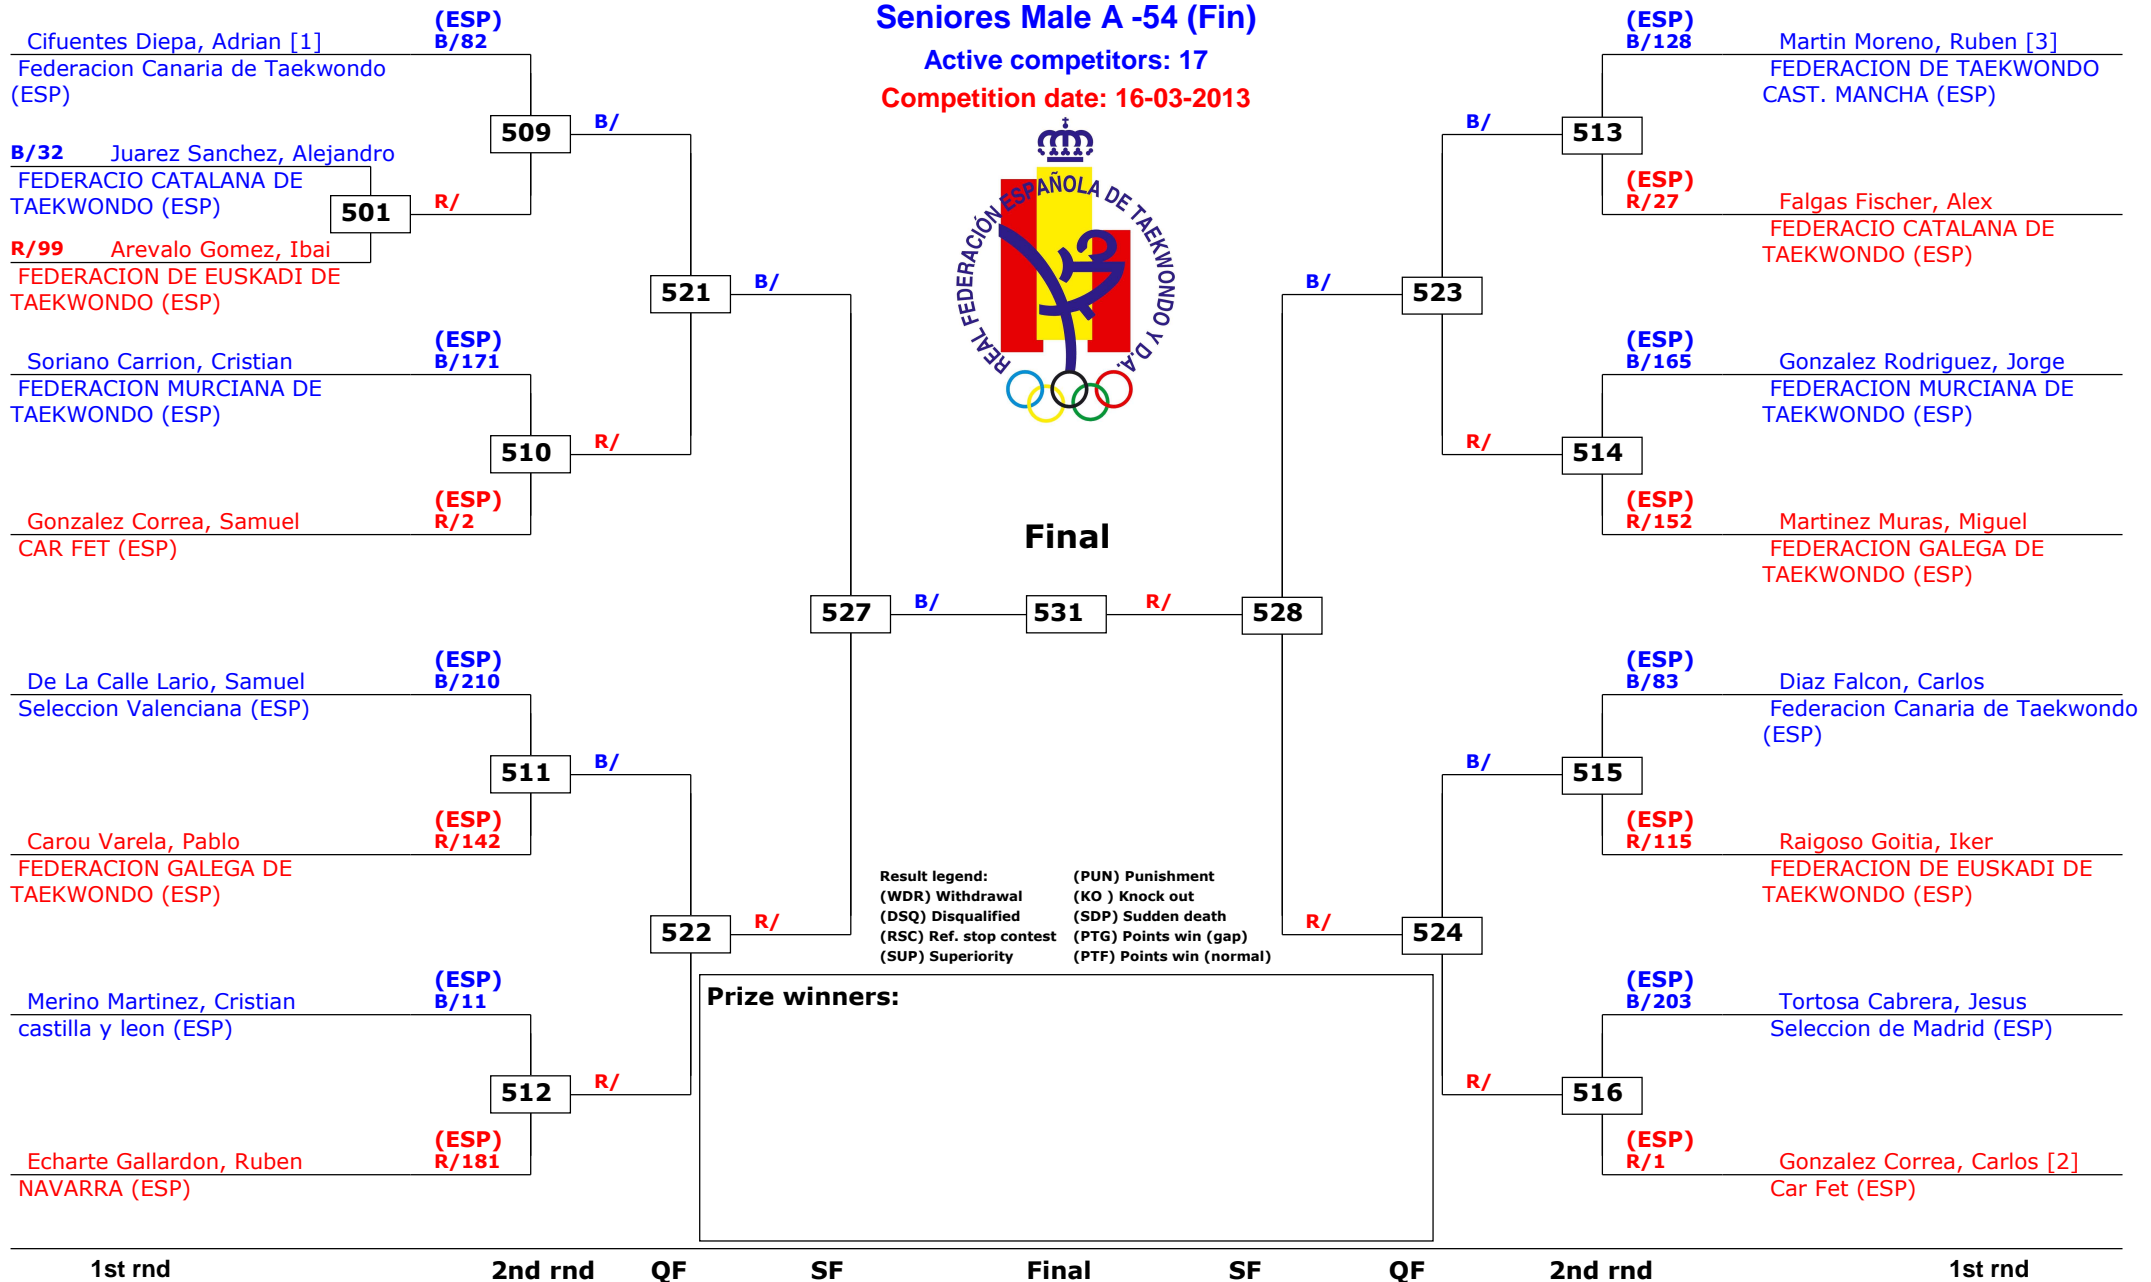 Seniores Male A -54 (Fin)
Active competitors: 17
Competition date: 16-03-2013
REAL FEDERACIÓN ESPAÑOLA DE TAEKWONDO Y D.A.
(ESP)
Cifuentes Diepa, Adrian [1] B/82
Federacion Canaria de Taekwondo
(ESP)
509
B/
B/32 Juarez Sanchez, Alejandro
FEDERACIO CATALANA DE
TAEKWONDO (ESP)
501
R/
R/99 Arevalo Gomez, Ibai
FEDERACION DE EUSKADI DE
TAEKWONDO (ESP)
521
B/
(ESP)
Soriano Carrion, Cristian B/171
FEDERACION MURCIANA DE
TAEKWONDO (ESP)
510
R/
(ESP)
Gonzalez Correa, Samuel R/2
CAR FET (ESP)
527
B/
(ESP)
De La Calle Lario, Samuel B/210
Seleccion Valenciana (ESP)
511
B/
(ESP)
Carou Varela, Pablo R/142
FEDERACION GALEGA DE
TAEKWONDO (ESP)
522
R/
(ESP)
Merino Martinez, Cristian B/11
castilla y leon (ESP)
512
R/
(ESP)
Echarte Gallardon, Ruben R/181
NAVARRA (ESP)
Final
531
R/
528
(ESP)
B/128 Martin Moreno, Ruben [3]
FEDERACION DE TAEKWONDO
CAST. MANCHA (ESP)
B/
513
(ESP)
R/27 Falgas Fischer, Alex
FEDERACIO CATALANA DE
TAEKWONDO (ESP)
B/
523
(ESP)
B/165 Gonzalez Rodriguez, Jorge
FEDERACION MURCIANA DE
TAEKWONDO (ESP)
R/
514
(ESP)
R/152 Martinez Muras, Miguel
FEDERACION GALEGA DE
TAEKWONDO (ESP)
(ESP)
B/83 Diaz Falcon, Carlos
Federacion Canaria de Taekwondo
(ESP)
B/
515
(ESP)
R/115 Raigoso Goitia, Iker
FEDERACION DE EUSKADI DE
TAEKWONDO (ESP)
R/
524
(ESP)
B/203 Tortosa Cabrera, Jesus
Seleccion de Madrid (ESP)
R/
516
(ESP)
R/1 Gonzalez Correa, Carlos [2]
Car Fet (ESP)
Result legend: (PUN) Punishment
(WDR) Withdrawal (KO ) Knock out
(DSQ) Disqualified (SDP) Sudden death
(RSC) Ref. stop contest (PTG) Points win (gap)
(SUP) Superiority (PTF) Points win (normal)
Prize winners:
1st rnd 2nd rnd QF SF Final SF QF 2nd rnd 1st rnd